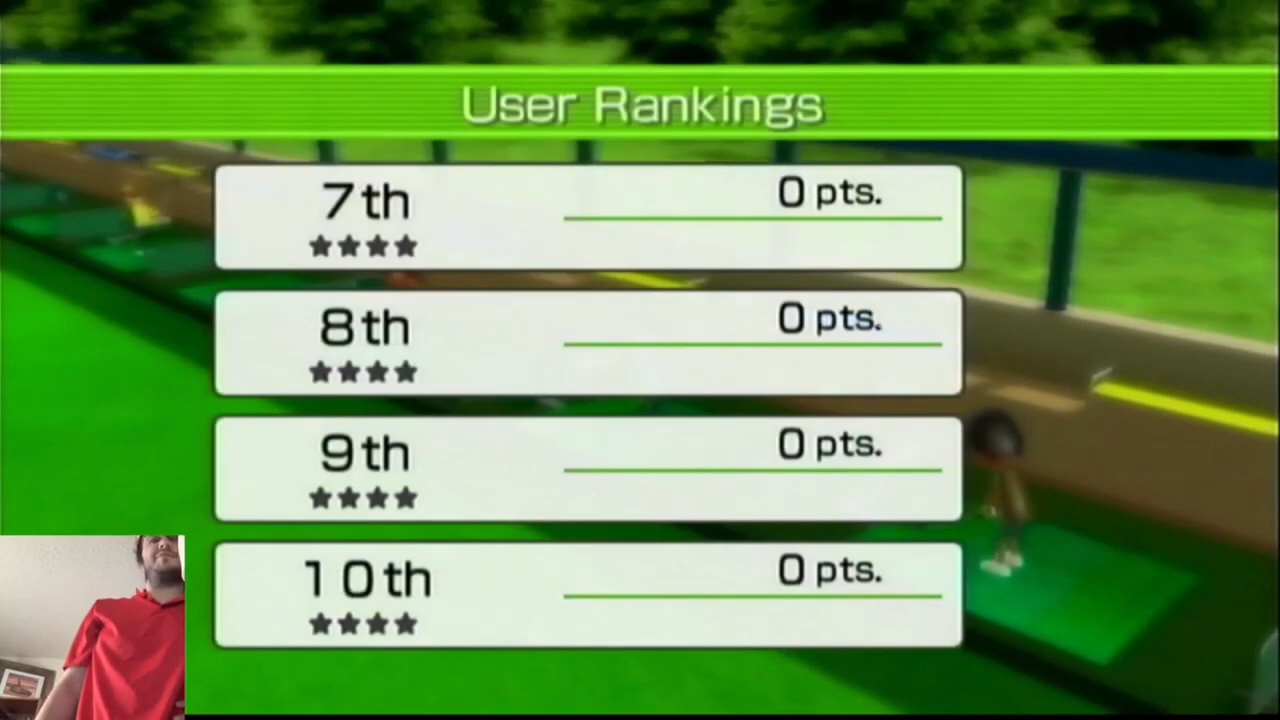 User Rankings
7th
0 pts.
★★★★
8th
0 pts.
★★★★
9th
0 pts.
★★★★
10th
0 pts.
★★★★